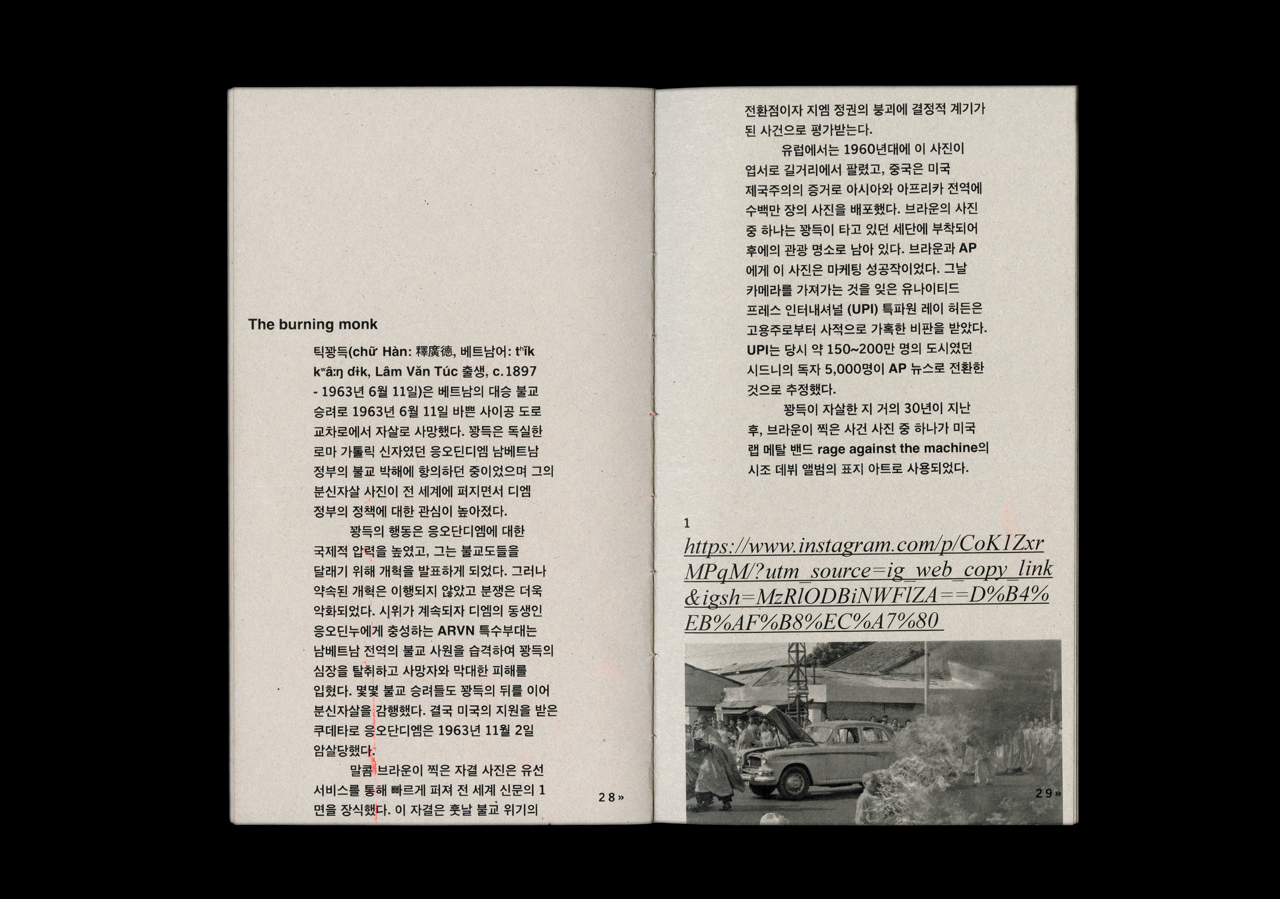 The burning monk
틱꽝득(chữ Hàn: 釋廣德, 베트남어: tʰǐk
kʷâːŋ dɨ̌k, Lâm Văn Túc 출생, c.1897
- 1963년 6월 11일)은 베트남의 대승 불교
승려로 1963년 6월 11일 바쁜 사이공 도로
교차로에서 자살로 사망했다. 꽝득은 독실한
로마 가톨릭 신자였던 응오딘디엠 남베트남
정부의 불교 박해에 항의하던 중이었으며 그의
분신자살 사진이 전 세계에 퍼지면서 디엠
정부의 정책에 대한 관심이 높아졌다.
꽝득의 행동은 응오단디엠에 대한
국제적 압력을 높였고, 그는 불교도들을
달래기 위해 개혁을 발표하게 되었다. 그러나
약속된 개혁은 이행되지 않았고 분쟁은 더욱
악화되었다. 시위가 계속되자 디엠의 동생인
응오딘누에게 충성하는 ARVN 특수부대는
남베트남 전역의 불교 사원을 습격하여 꽝득의
심장을 탈취하고 사망자와 막대한 피해를
입혔다. 몇몇 불교 승려들도 꽝득의 뒤를 이어
분신자살을 감행했다. 결국 미국의 지원을 받은
쿠데타로 응오단디엠은 1963년 11월 2일
암살당했다.
말콤 브라운이 찍은 자결 사진은 유선
서비스를 통해 빠르게 퍼져 전 세계 신문의 1
면을 장식했다. 이 자결은 훗날 불교 위기의
28»
전환점이자 지엠 정권의 붕괴에 결정적 계기가
된 사건으로 평가받는다.
유럽에서는 1960년대에 이 사진이
엽서로 길거리에서 팔렸고, 중국은 미국
제국주의의 증거로 아시아와 아프리카 전역에
수백만 장의 사진을 배포했다. 브라운의 사진
중 하나는 꽝득이 타고 있던 세단에 부착되어
후에의 관광 명소로 남아 있다. 브라운과 AP
에게 이 사진은 마케팅 성공작이었다. 그날
카메라를 가져가는 것을 잊은 유나이티드
프레스 인터내셔널 (UPI) 특파원 레이 허든은
고용주로부터 사적으로 가혹한 비판을 받았다.
UPI는 당시 약 150~200만 명의 도시였던
시드니의 독자 5,000명이 AP 뉴스로 전환한
것으로 추정했다.
꽝득이 자살한 지 거의 30년이 지난
후, 브라운이 찍은 사건 사진 중 하나가 미국
랩 메탈 밴드 rage against the machine의
시조 데뷔 앨범의 표지 아트로 사용되었다.
1
https://www.instagram.com/p/CoK1Zxr
MPqM/?utm_source=ig_web_copy_link
&igsh=MzRlODBiNWFlZA==D%B4%
EB%AF%B8%EC%A7%80
29»